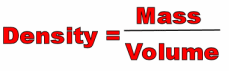 Mass
Density =
Volume